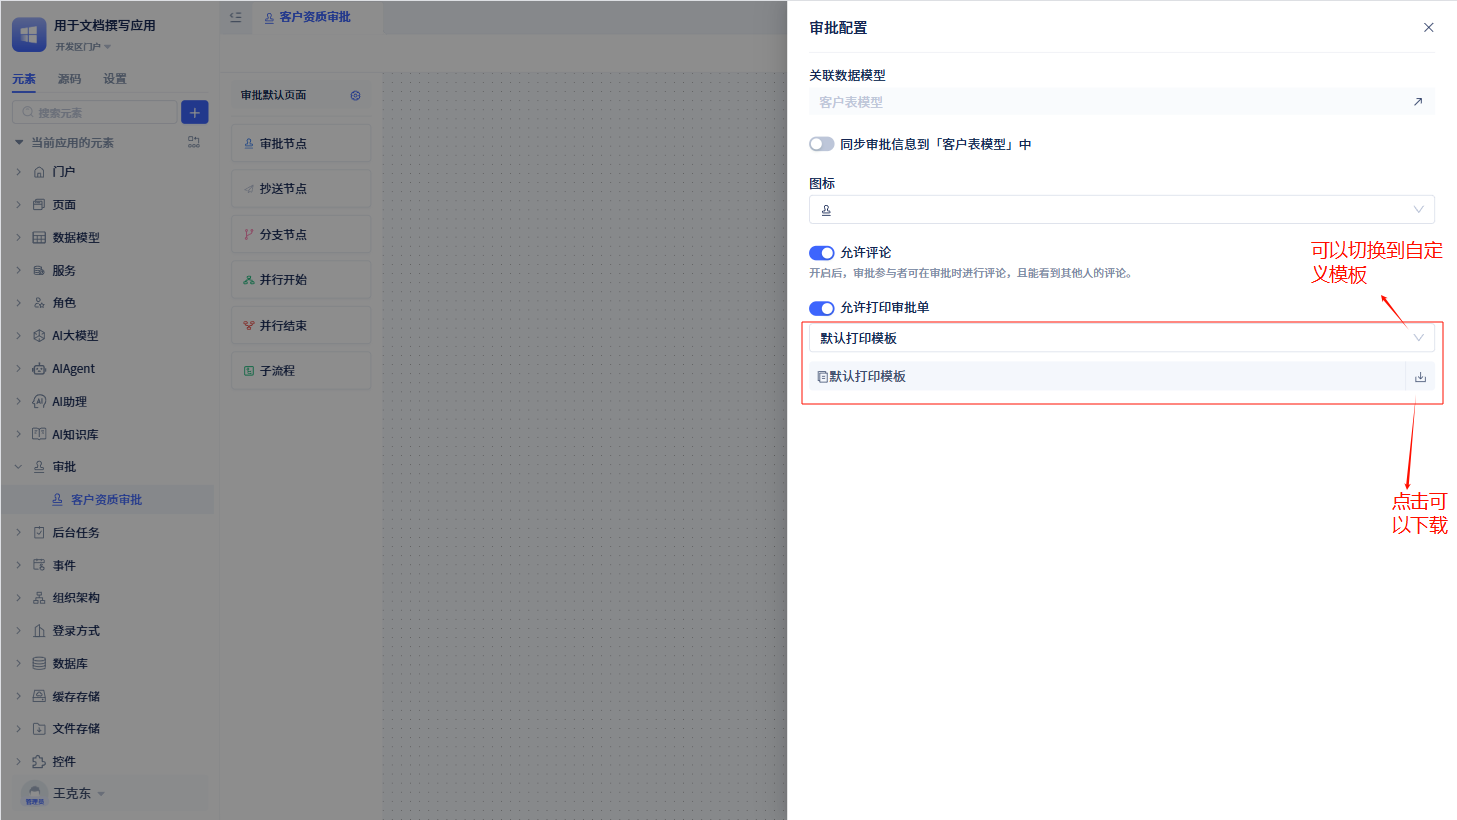 用于文档撰写应用
开发区门户
元素 源码 设置
搜索元素
当前应用的元素
门户
页面
数据模型
服务
角色
AI大模型
AIAgent
AI助理
AI知识库
审批
客户资质审批
后台任务
事件
组织架构
登录方式
数据库
缓存存储
文件存储
控件
管理员
王克东
客户资质审批
审批默认页面
审批节点
抄送节点
分支节点
并行开始
并行结束
子流程
审批配置
关联数据模型
客户表模型
同步审批信息到「客户表模型」中
图标
允许评论
开启后，审批参与者可在审批时进行评论，且能看到其他人的评论。
允许打印审批单
默认打印模板
默认打印模板
可以切换到自定
义模板
点击可
以下载